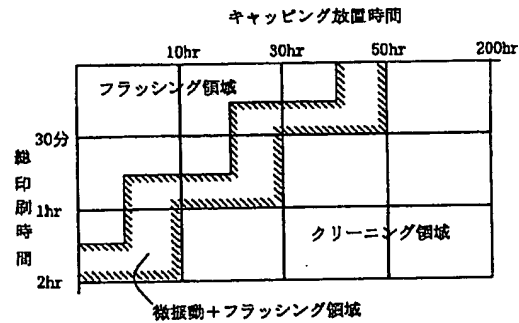 キャッピング放置時間
10hr 30hr 50hr 200hr
フラッシング領域
30分
総印刷時間
1hr
クリーニング領域
2hr
微振動+フラッシング領域